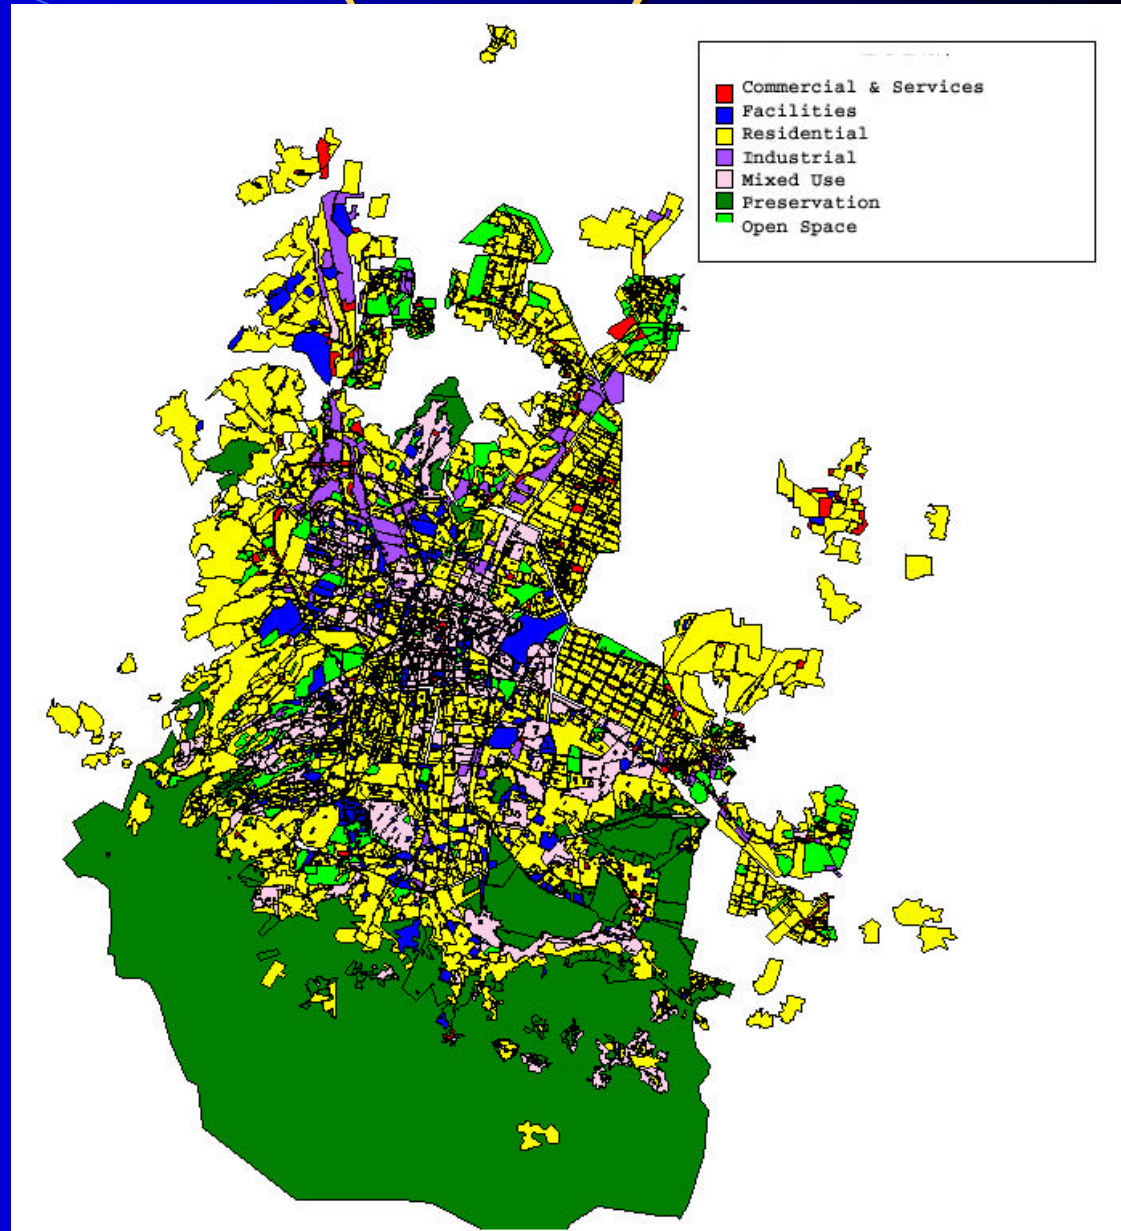 Commercial & Services
Facilities
Residential
Industrial
Mixed Use
Preservation
Open Space